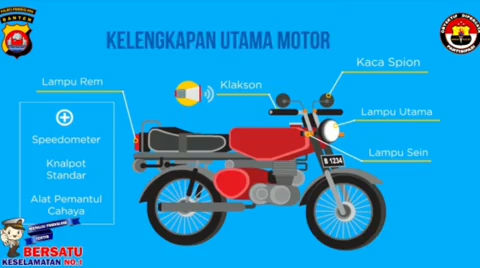 BANTEN
KELENGKAPAN UTAMA MOTOR
Lampu Rem
Klakson
Kaca Spion
Lampu Utama
Lampu Sein
B 1234
Speedometer
Knalpot
Standar
Alat Pemantul
Cahaya
BERSATU
KESELAMATAN NO.1